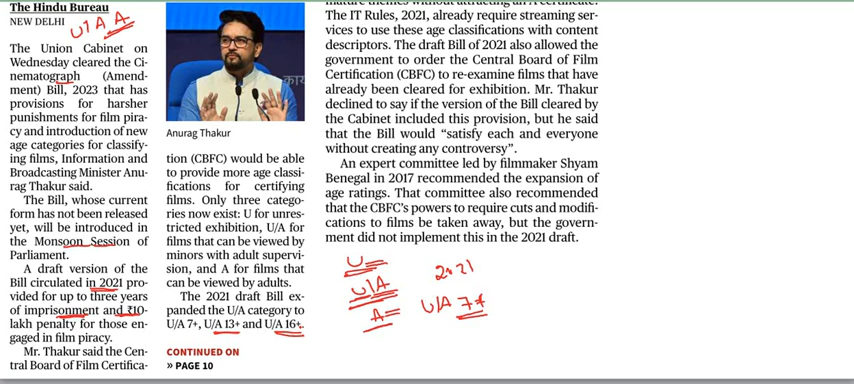 The Hindu Bureau
NEW DELHI
U/A A
The Union Cabinet on
Wednesday cleared the Ci-
nematograph (Amend-
ment) Bill, 2023 that has
provisions for harsher
punishments for film pira-
cy and introduction of new
age categories for classify-
ing films, Information and
Broadcasting Minister Anu-
rag Thakur said.
The Bill, whose current
form has not been released
yet, will be introduced in
the Monsoon Session of
Parliament.
A draft version of the
Bill circulated in 2021 pro-
vided for up to three years
of imprisonment and ₹10-
lakh penalty for those en-
gaged in film piracy.
Mr. Thakur said the Cen-
tral Board of Film Certifica-
कार्य
Anurag Thakur
tion (CBFC) would be able
to provide more age classi-
fications for certifying
films. Only three catego-
ries now exist: U for unres-
tricted exhibition, U/A for
films that can be viewed by
minors with adult supervi-
sion, and A for films that
can be viewed by adults.
The 2021 draft Bill ex-
panded the U/A category to
U/A 7+, U/A 13+ and U/A 16+.
CONTINUED ON
» PAGE 10
mature themes without attracting an A certificate.
The IT Rules, 2021, already require streaming ser-
vices to use these age classifications with content
descriptors. The draft Bill of 2021 also allowed the
government to order the Central Board of Film
Certification (CBFC) to re-examine films that have
already been cleared for exhibition. Mr. Thakur
declined to say if the version of the Bill cleared by
the Cabinet included this provision, but he said
that the Bill would “satisfy each and everyone
without creating any controversy”.
An expert committee led by filmmaker Shyam
Benegal in 2017 recommended the expansion of
age ratings. That committee also recommended
that the CBFC's powers to require cuts and modifi-
cations to films be taken away, but the govern-
ment did not implement this in the 2021 draft.
U=
U/A
A=
2021
U/A 7+